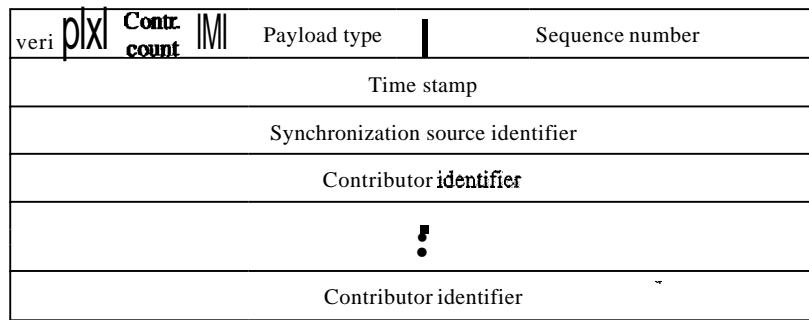 veri p|x| Contr. count |M| Payload type Sequence number
Time stamp
Synchronization source identifier
Contributor identifier
Contributor identifier